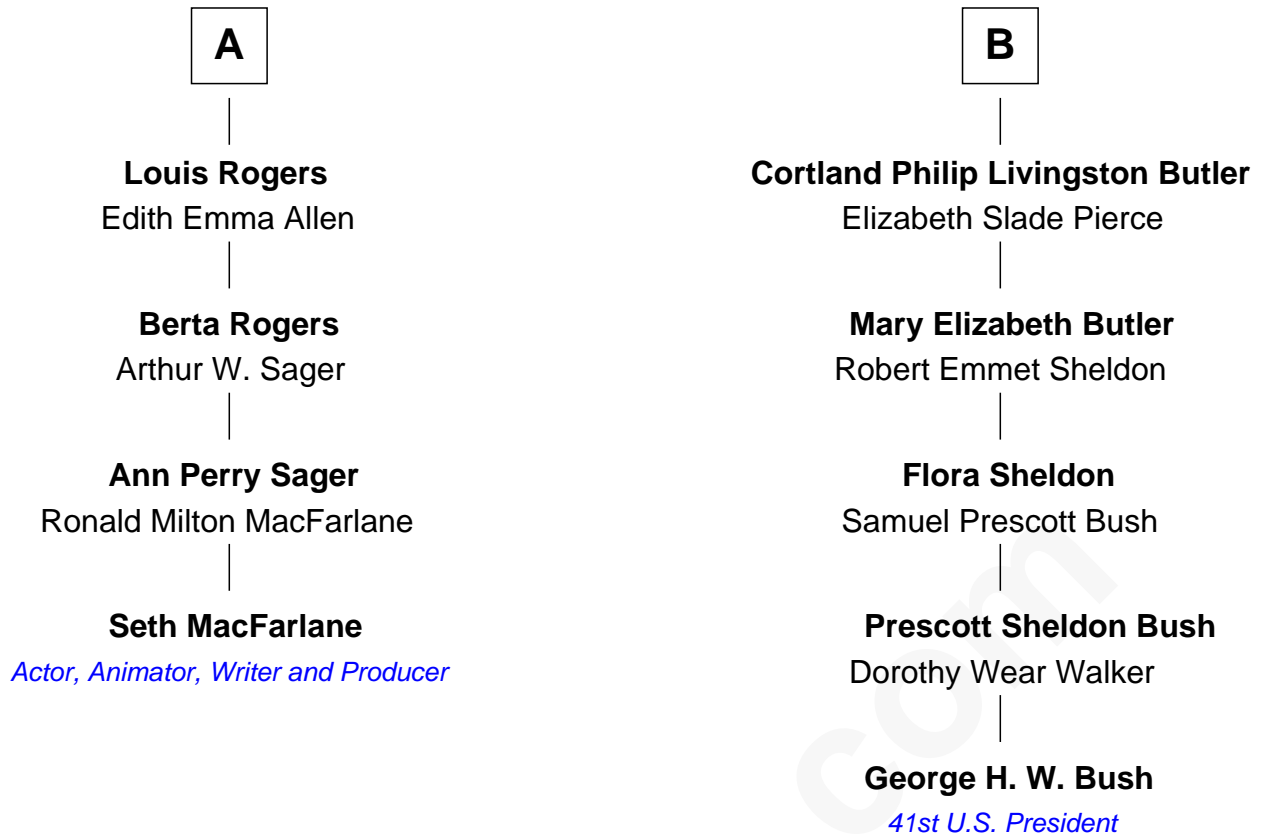 A
Louis Rogers
Edith Emma Allen
Berta Rogers
Arthur W. Sager
Ann Perry Sager
Ronald Milton MacFarlane
Seth MacFarlane
Actor, Animator, Writer and Producer
B
Cortland Philip Livingston Butler
Elizabeth Slade Pierce
Mary Elizabeth Butler
Robert Emmet Sheldon
Flora Sheldon
Samuel Prescott Bush
Prescott Sheldon Bush
Dorothy Wear Walker
George H. W. Bush
41st U.S. President
com